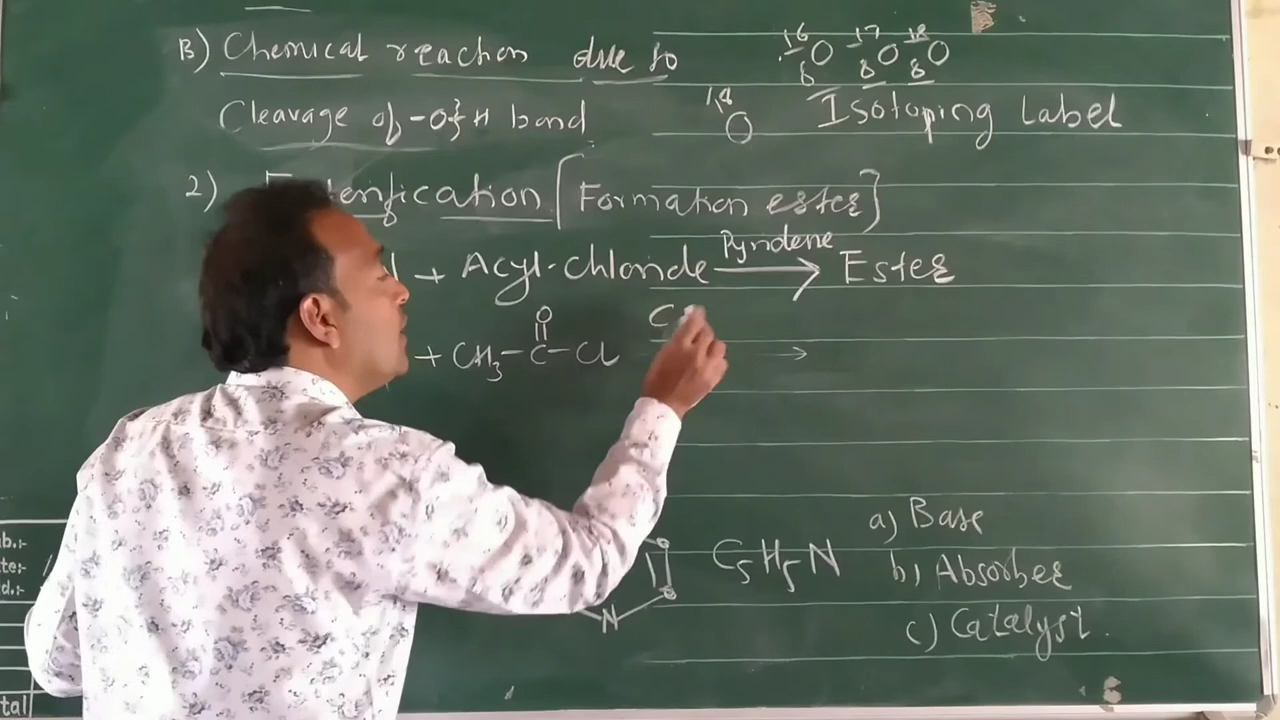 B) Chemical reaction due to
Cleavage of -O}H bond
16 8 O 17 8 O 18 8 O
18 O Isotoping Label
2) Esterification [Formation ester]
+ Acyl-chloride Pyridene → Ester
+ CH3-C-Cl →
O
C
N
C5H5N
a) Base
b) Absorber
c) Catalyst.